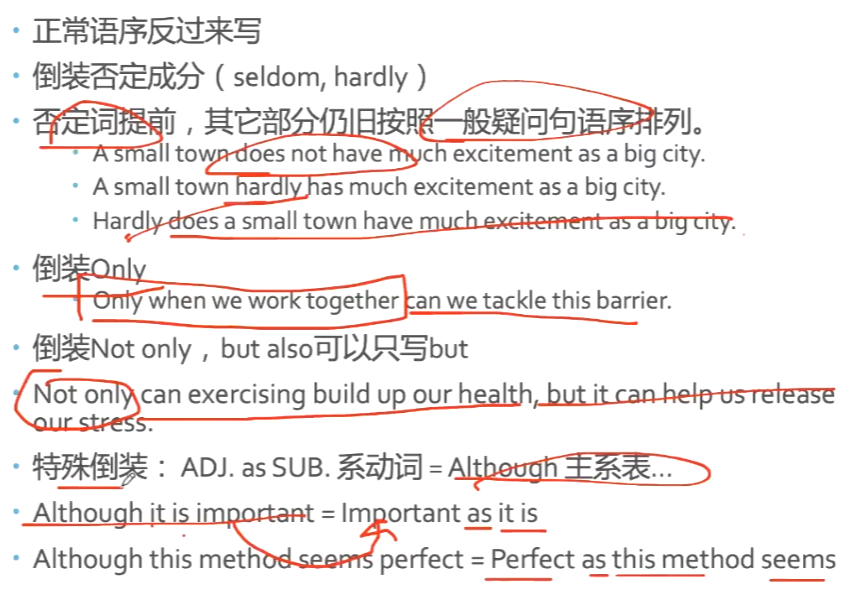 正常语序反过来写
倒装否定成分（seldom, hardly）
否定词提前，其它部分仍旧按照一般疑问句语序排列。
A small town does not have much excitement as a big city.
A small town hardly has much excitement as a big city.
Hardly does a small town have much excitement as a big city.
倒装Only
Only when we work together can we tackle this barrier.
倒装Not only，but also可以只写but
Not only can exercising build up our health, but it can help us release
our stress.
特殊倒装：ADJ. as SUB. 系动词 = Although 主系表…
Although it is important = Important as it is
Although this method seems perfect = Perfect as this method seems